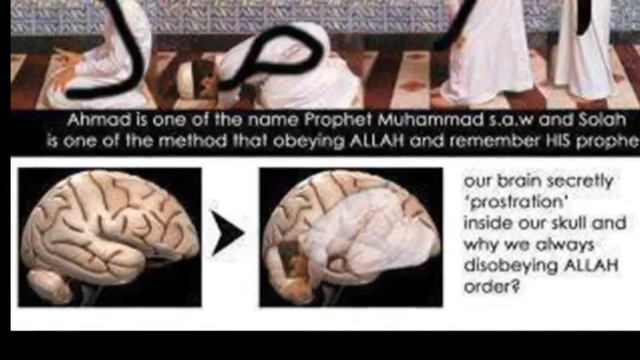 Ahmad is one of the name Prophet Muhammad s.a.w and Solah
is one of the method that obeying ALLAH and remember HIS prophe
our brain secretly
'prostration'
inside our skull and
why we always
disobeying ALLAH
order?